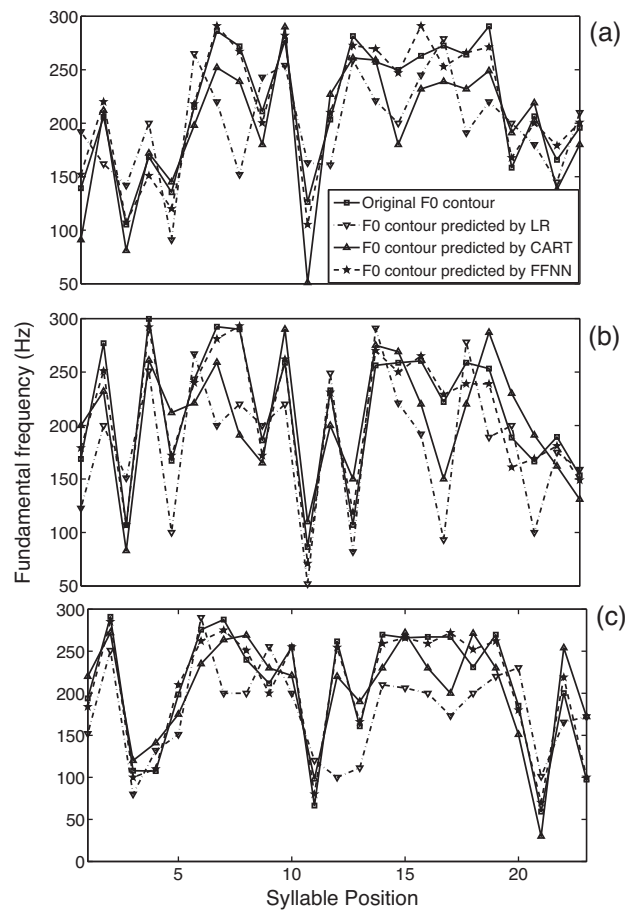 300
(a)
250
200
150
100
50
Original F0 contour
F0 contour predicted by LR
F0 contour predicted by CART
F0 contour predicted by FFNN
Fundamental frequency (Hz)
300
(b)
250
200
150
100
50
300
(c)
250
200
150
100
50
0
5
10
15
20
Syllable Position